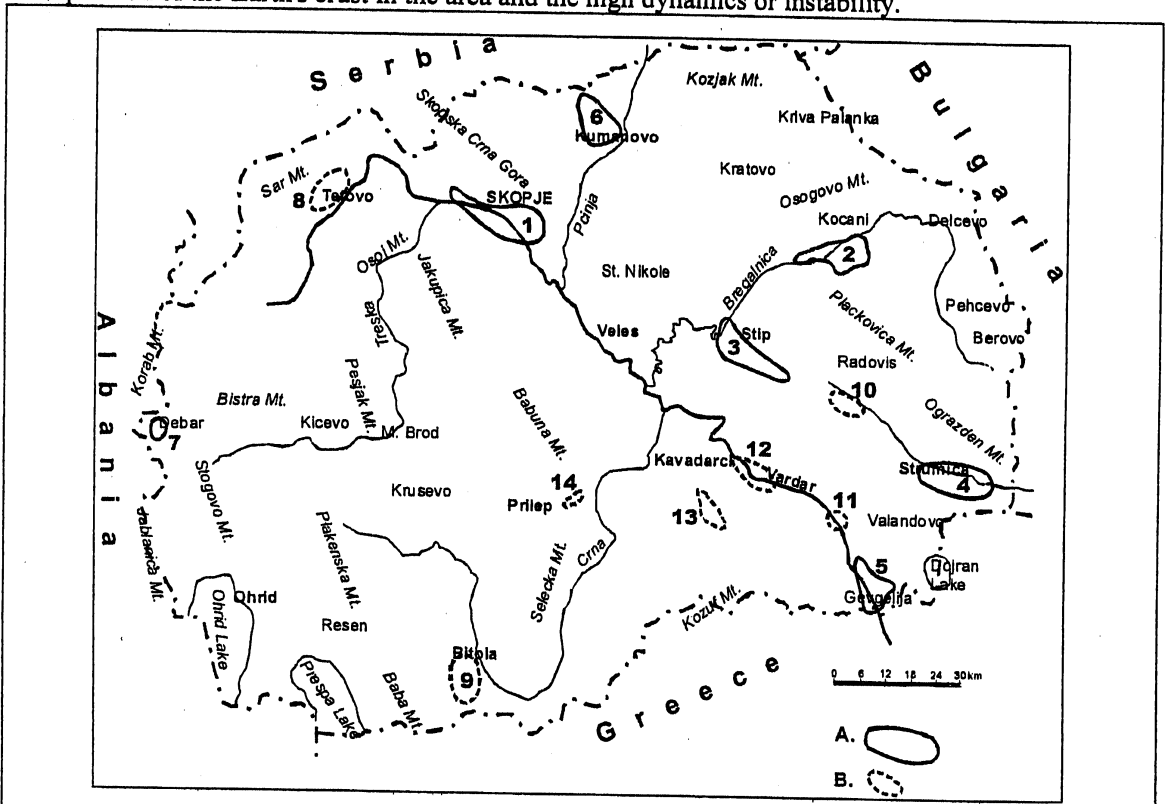 the Earth's crust in the area and the high dynamics or instability.
Serbia
Bulgaria
Kozjak Mt.
Skopska Crna Gora
6
Kumanovo
Kriva Palanka
Kratovo
Sar Mt.
8
Tetovo
SKOPJE
1
Pcinja
Osogovo Mt.
Kocani
Delcevo
2
Osoj Mt.
Jakupica Mt.
St. Nikole
Bregalnica
Treska
Plackovica Mt.
Pehcevo
Berovo
Albania
Korab Mt.
Veles
Stip
3
Radovis
10
Pesjak Mt.
Bistra Mt.
Kicevo
M. Brod
Babuna Mt.
Ograzden Mt.
Debar
7
Kavadarci
12
Vardar
Strumica
4
Stogovo Mt.
Krusevo
14
Prilep
13
11
Valandovo
Jablanica Mt.
Plakenska Mt.
Selecka Mt.
Crna
5
Dojran
Lake
Gevgelija
Ohrid
Ohrid Lake
Resen
Kozuf Mt.
Bitola
9
Prespa Lake
Baba Mt.
Greece
0 6 12 18 24 30 km
A.
B.